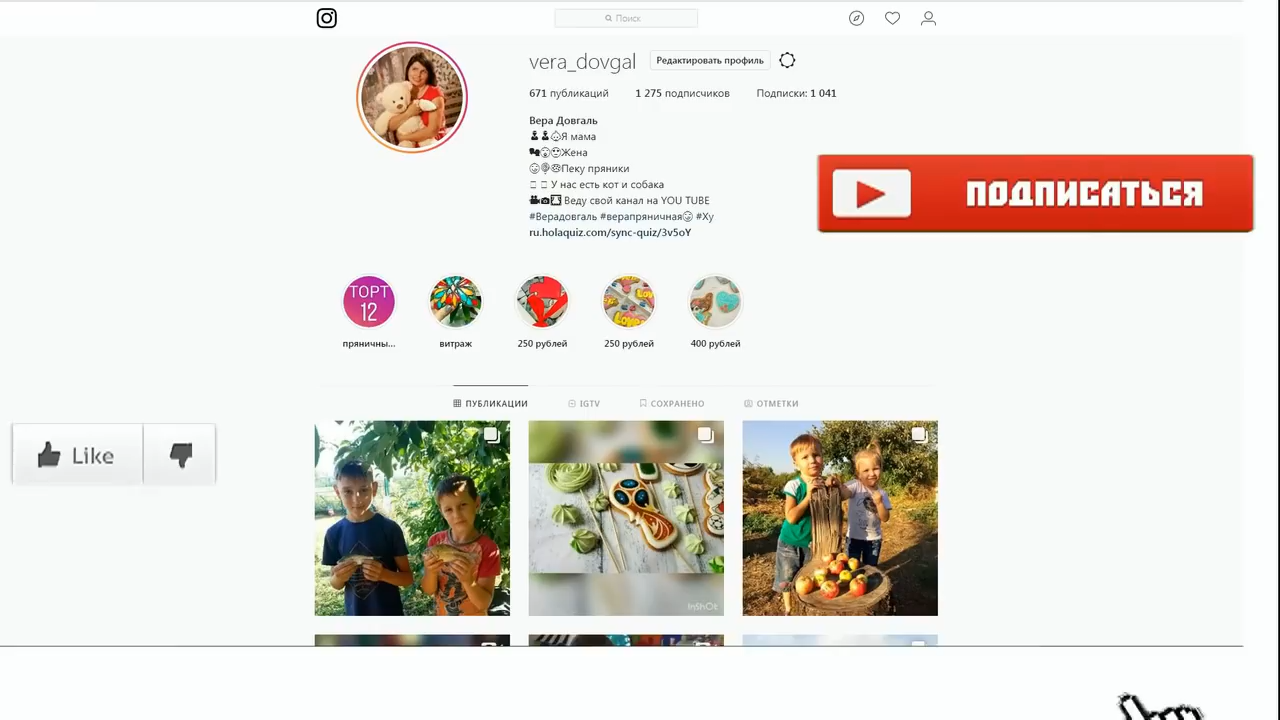 Поиск
vera_dovgal Редактировать профиль
671 публикаций 1 275 подписчиков Подписки: 1 041
Вера Довгаль
Я мама
Жена
Пеку пряники
У нас есть кот и собака
Веду свой канал на YOU TUBE
#Верадовгаль #верапряничная #Ху
ru.holaquiz.com/sync-quiz/3v5oY
ПОДПИСАТЬСЯ
ТОРТ
12
пряничны... витраж 250 рублей 250 рублей 400 рублей
ПУБЛИКАЦИИ IGTV СОХРАНЕНО ОТМЕТКИ
Like
InShOt